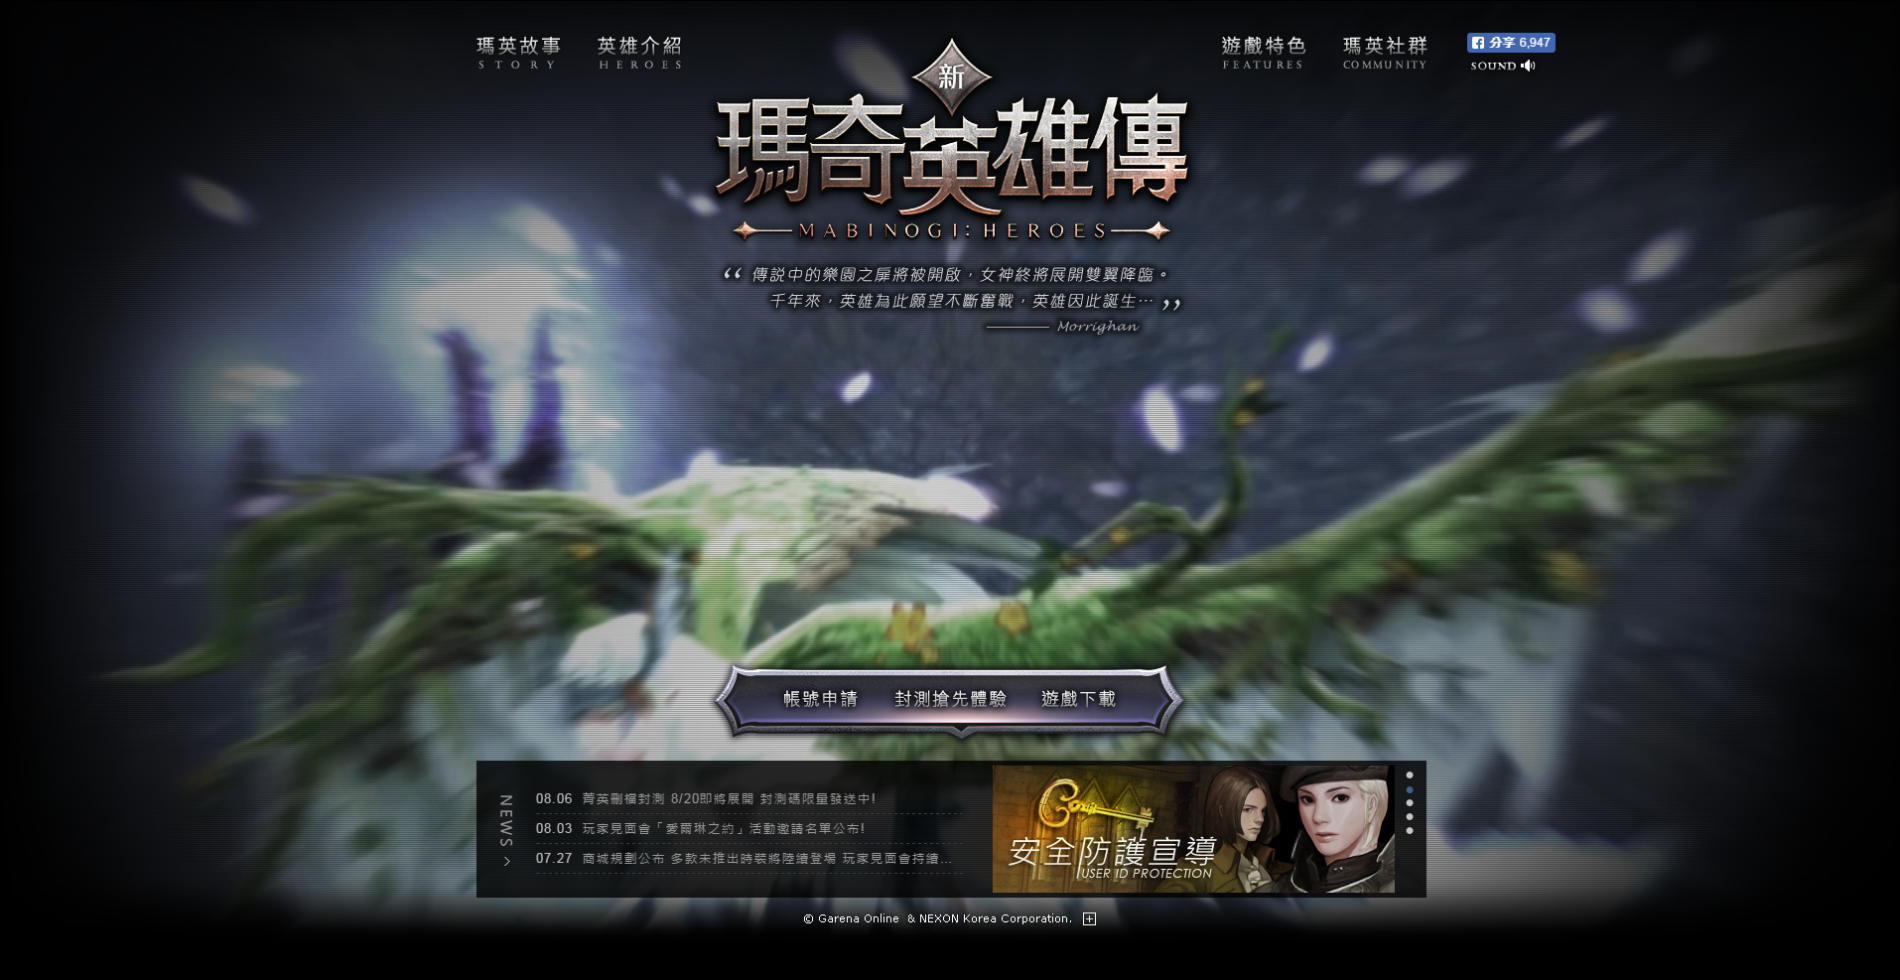 瑪英故事
STORY
英雄介紹
HEROES
遊戲特色
FEATURES
瑪英社群
COMMUNITY
分享 6,947
SOUND
新
瑪奇英雄傳
MABINOGI: HEROES
“ 傳說中的樂園之扉將被開啟，女神終將展開雙翼降臨。
千年來，英雄為此願望不斷奮戰，英雄因此誕生… ”
Morrighan
帳號申請 封測搶先體驗 遊戲下載
NEWS
08.06 菁英刪檔封測 8/20即將展開 封測碼限量發送中!
08.03 玩家見面會「愛爾琳之約」活動邀請名單公布!
07.27 商城規劃公布 多款未推出時裝將陸續登場 玩家見面會持續...
安全防護宣導
USER ID PROTECTION
© Garena Online & NEXON Korea Corporation.